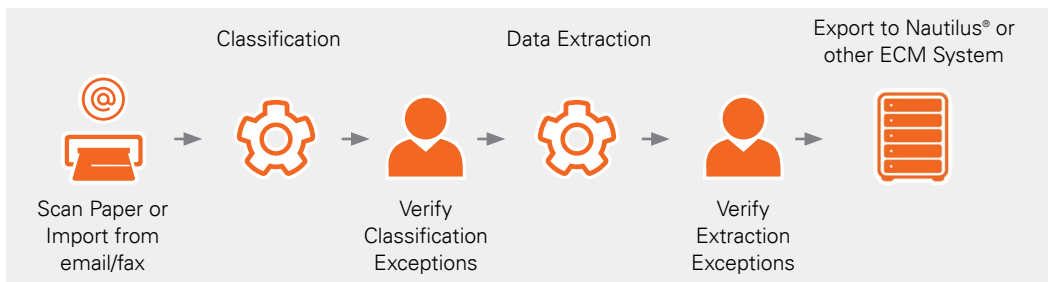 Classification
Data Extraction
Export to Nautilus® or
other ECM System
@
Scan Paper or
Import from
email/fax
Verify
Classification
Exceptions
Verify
Extraction
Exceptions